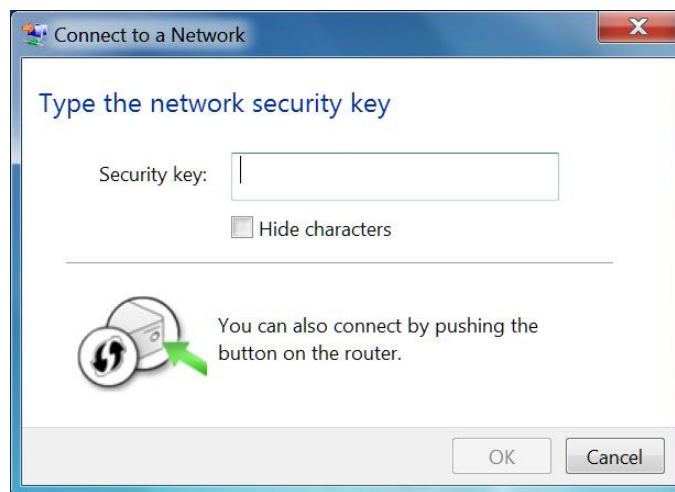 Connect to a Network
Type the network security key
Security key:
Hide characters
You can also connect by pushing the
button on the router.
OK
Cancel